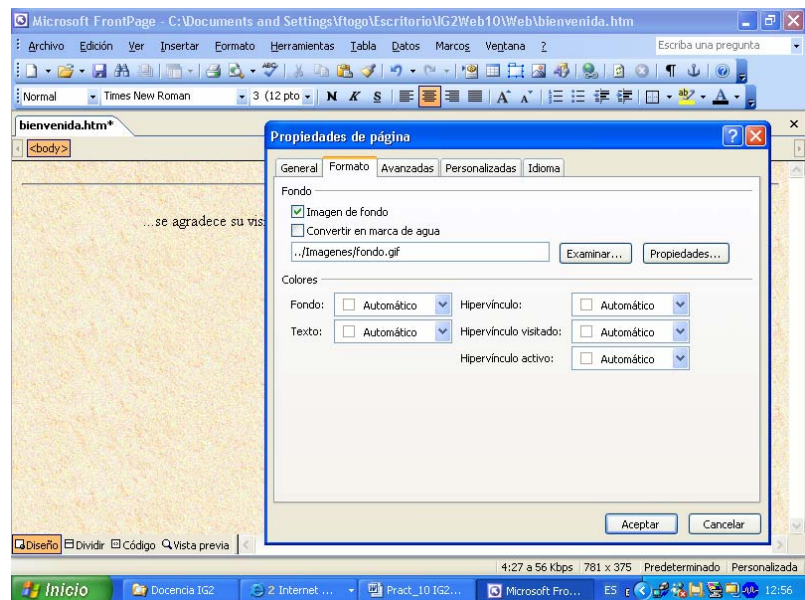 Microsoft FrontPage - C:\Documents and Settings\ftogo\Escritorio\IG2Web10\Web\bienvenida.htm
Archivo Edición Ver Insertar Formato Herramientas Tabla Datos Marcos Ventana ? Escriba una pregunta
Normal Times New Roman 3 (12 pto N K S A A A
bienvenida.htm*
<body>
...se agradece su vis
Propiedades de página
General Formato Avanzadas Personalizadas Idioma
Fondo
Imagen de fondo
Convertir en marca de agua
../Imagenes/fondo.gif Examinar... Propiedades...
Colores
Fondo: Automático Hipervínculo: Automático
Texto: Automático Hipervínculo visitado: Automático
Hipervínculo activo: Automático
Aceptar Cancelar
Diseño Dividir Código Vista previa
4:27 a 56 Kbps 781 x 375 Predeterminado Personalizada
Inicio Docencia IG2 2 Internet ... Pract_10 IG2... Microsoft Fro... ES 12:56